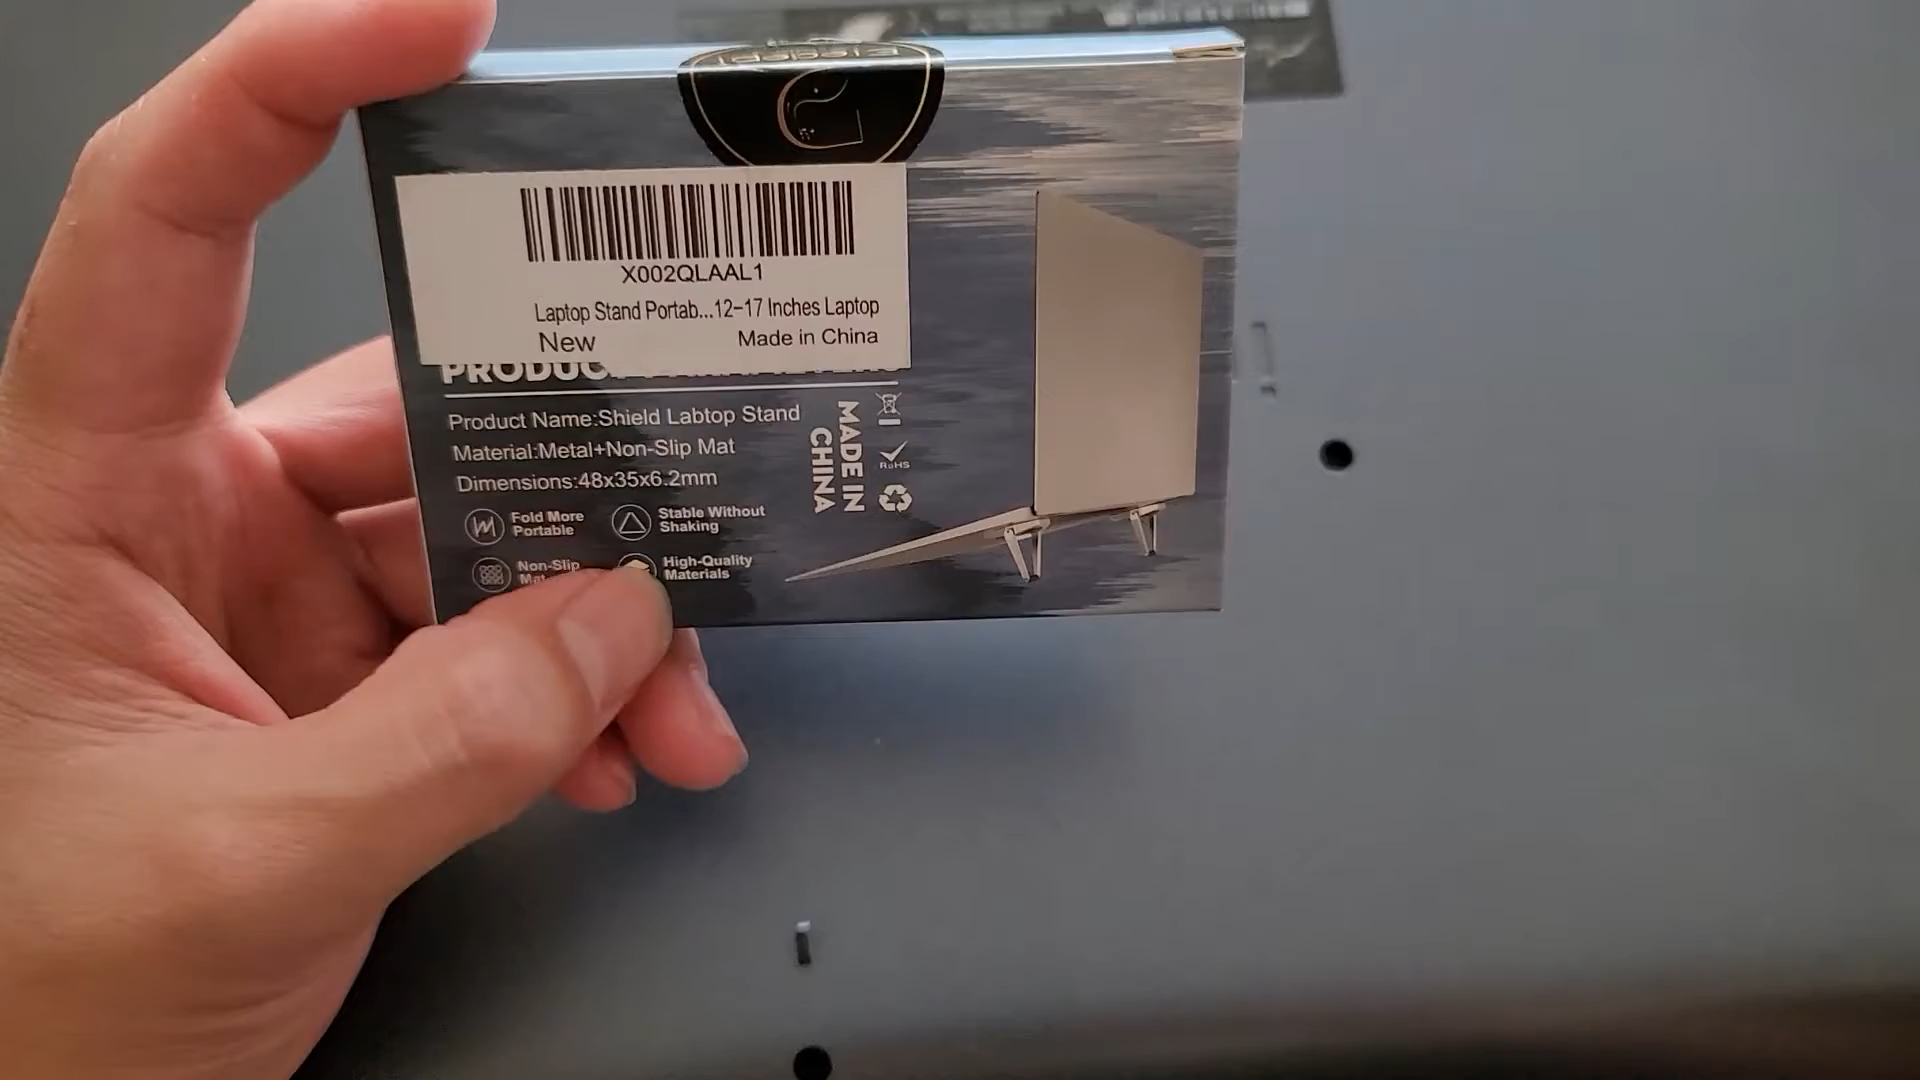 X002QLAAL1
Laptop Stand Portab...12-17 Inches Laptop
New
Made in China
Product Name:Shield Labtop Stand
Material:Metal+Non-Slip Mat
Dimensions:48x35x6.2mm
Fold More
Portable
Stable Without
Shaking
Non-Slip
Mat
High-Quality
Materials
MADE IN
CHINA
RoHS